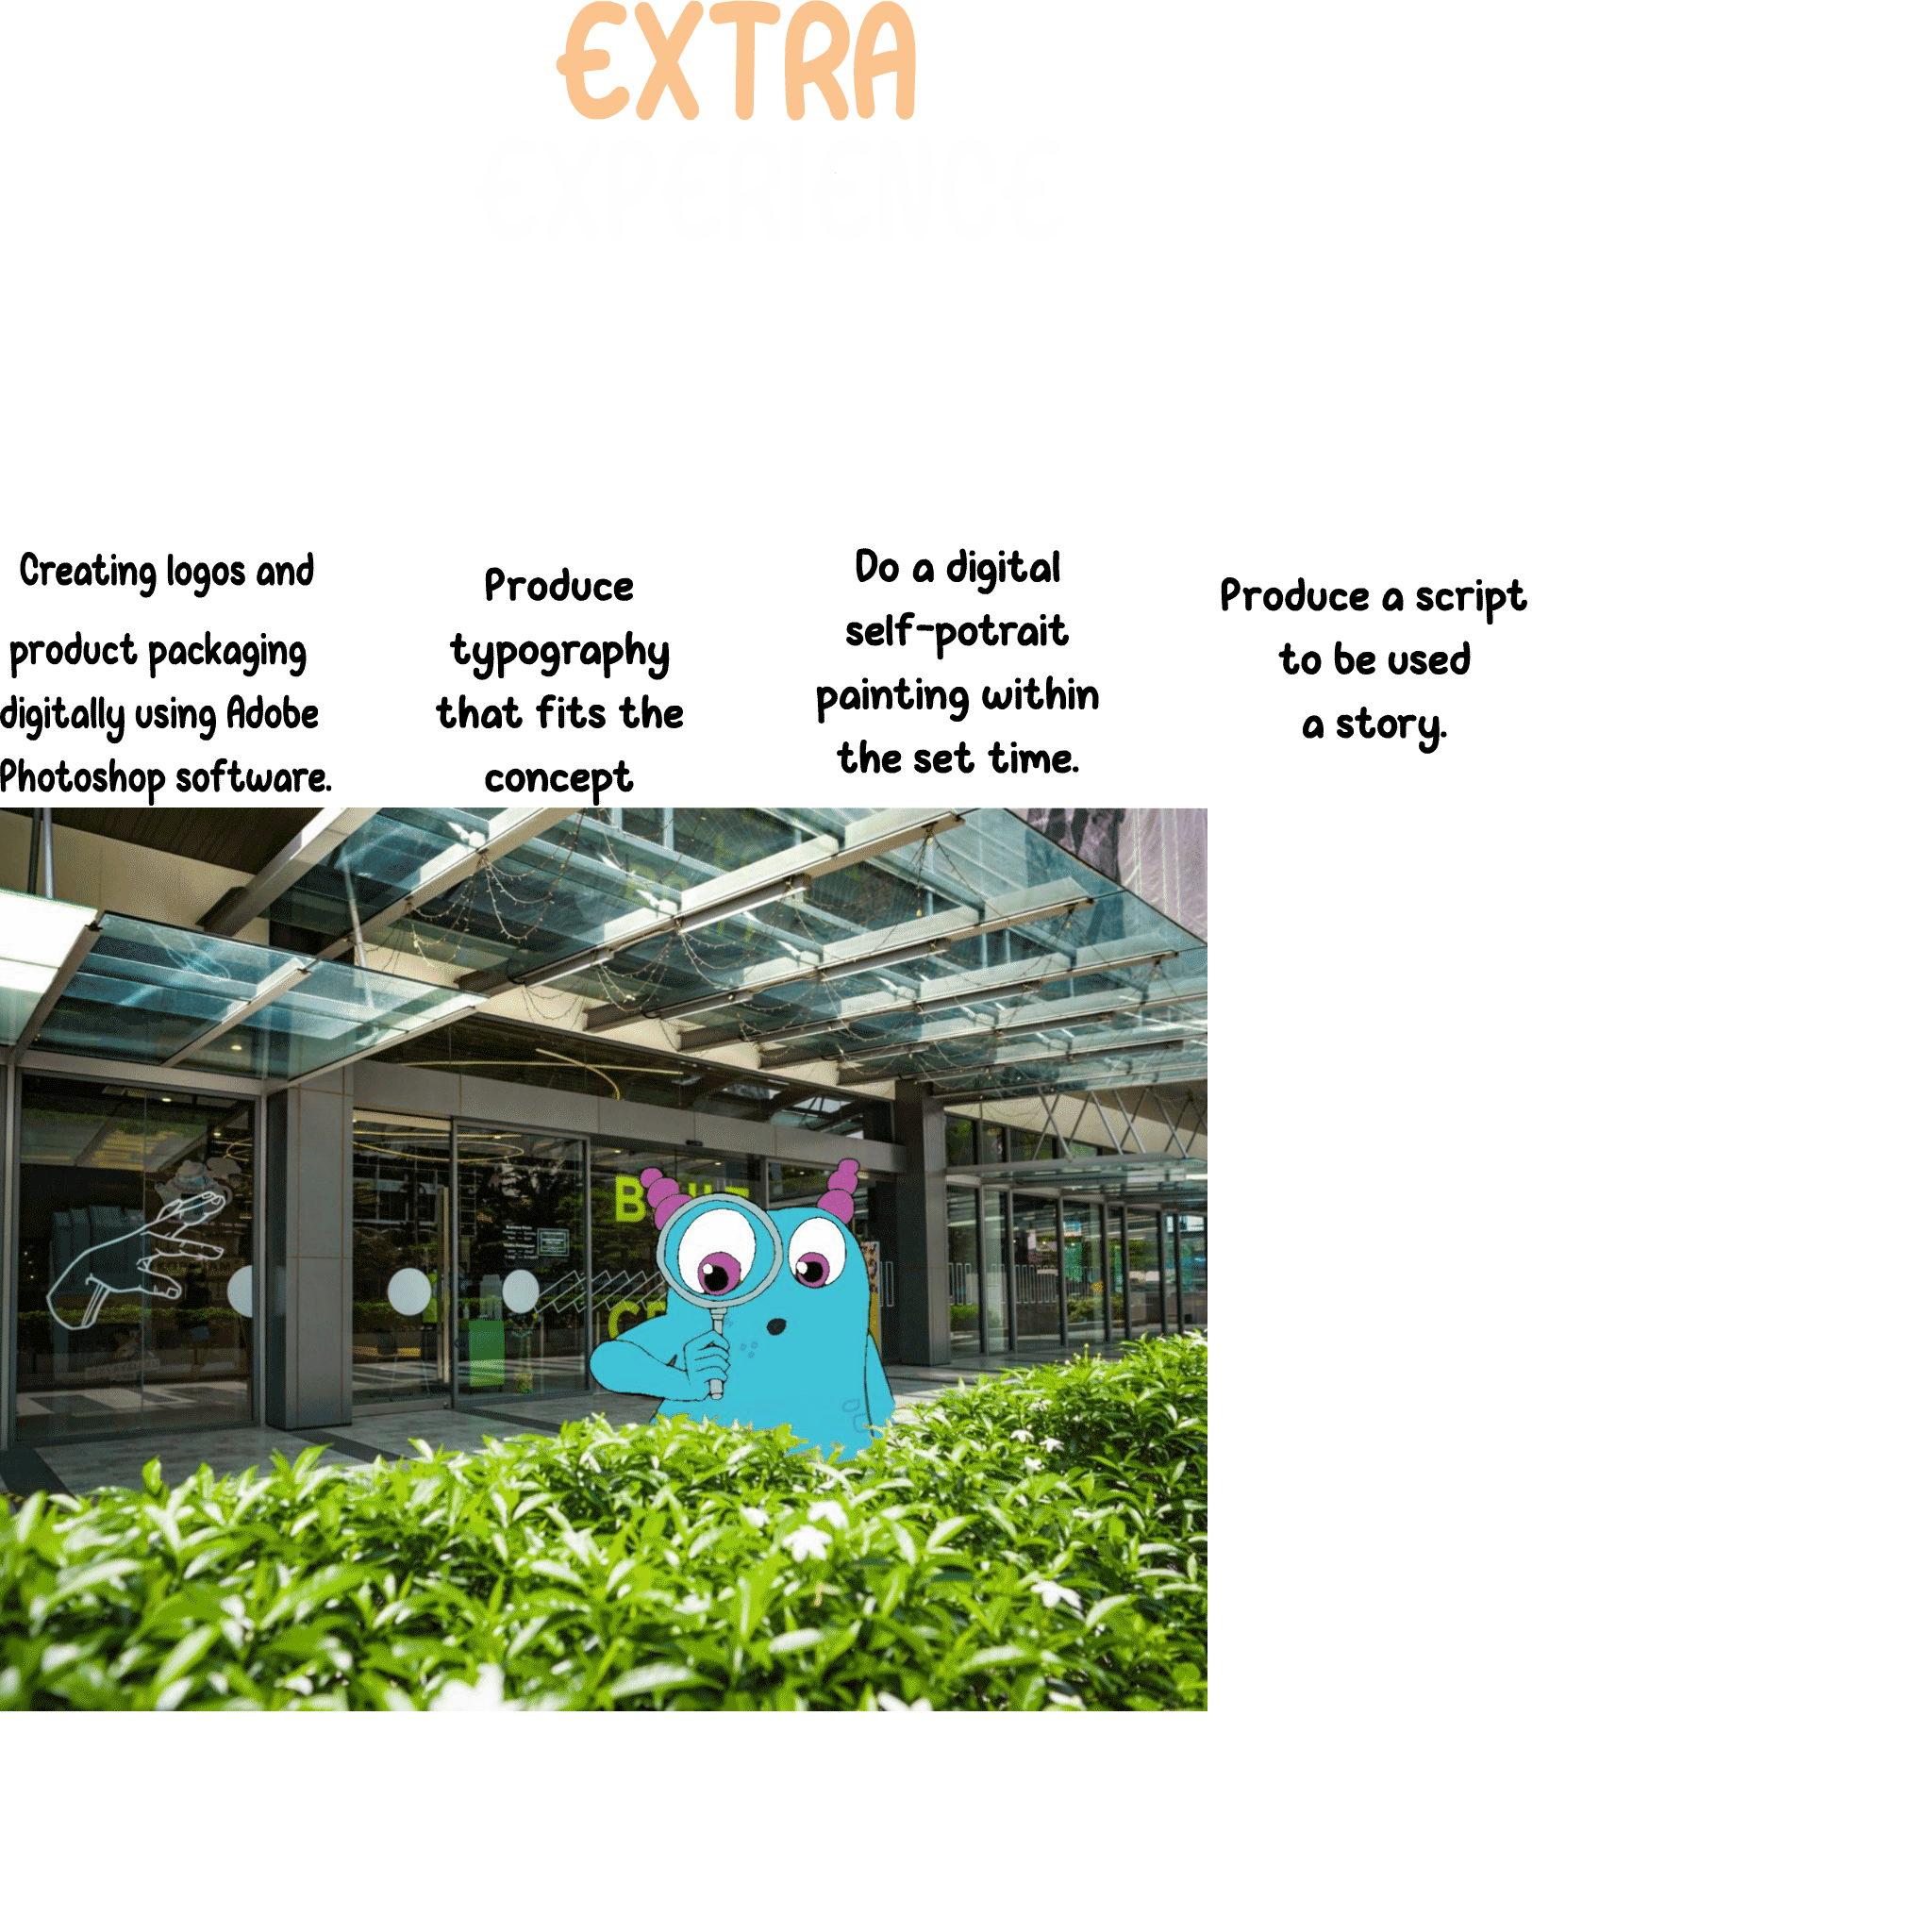 EXTRA
EXPERIENCE
Creating logos and
product packaging
digitally using Adobe
Photoshop software.
Produce
typography
that fits the
concept
Do a digital
self-potrait
painting within
the set time.
Produce a script
to be used
a story.